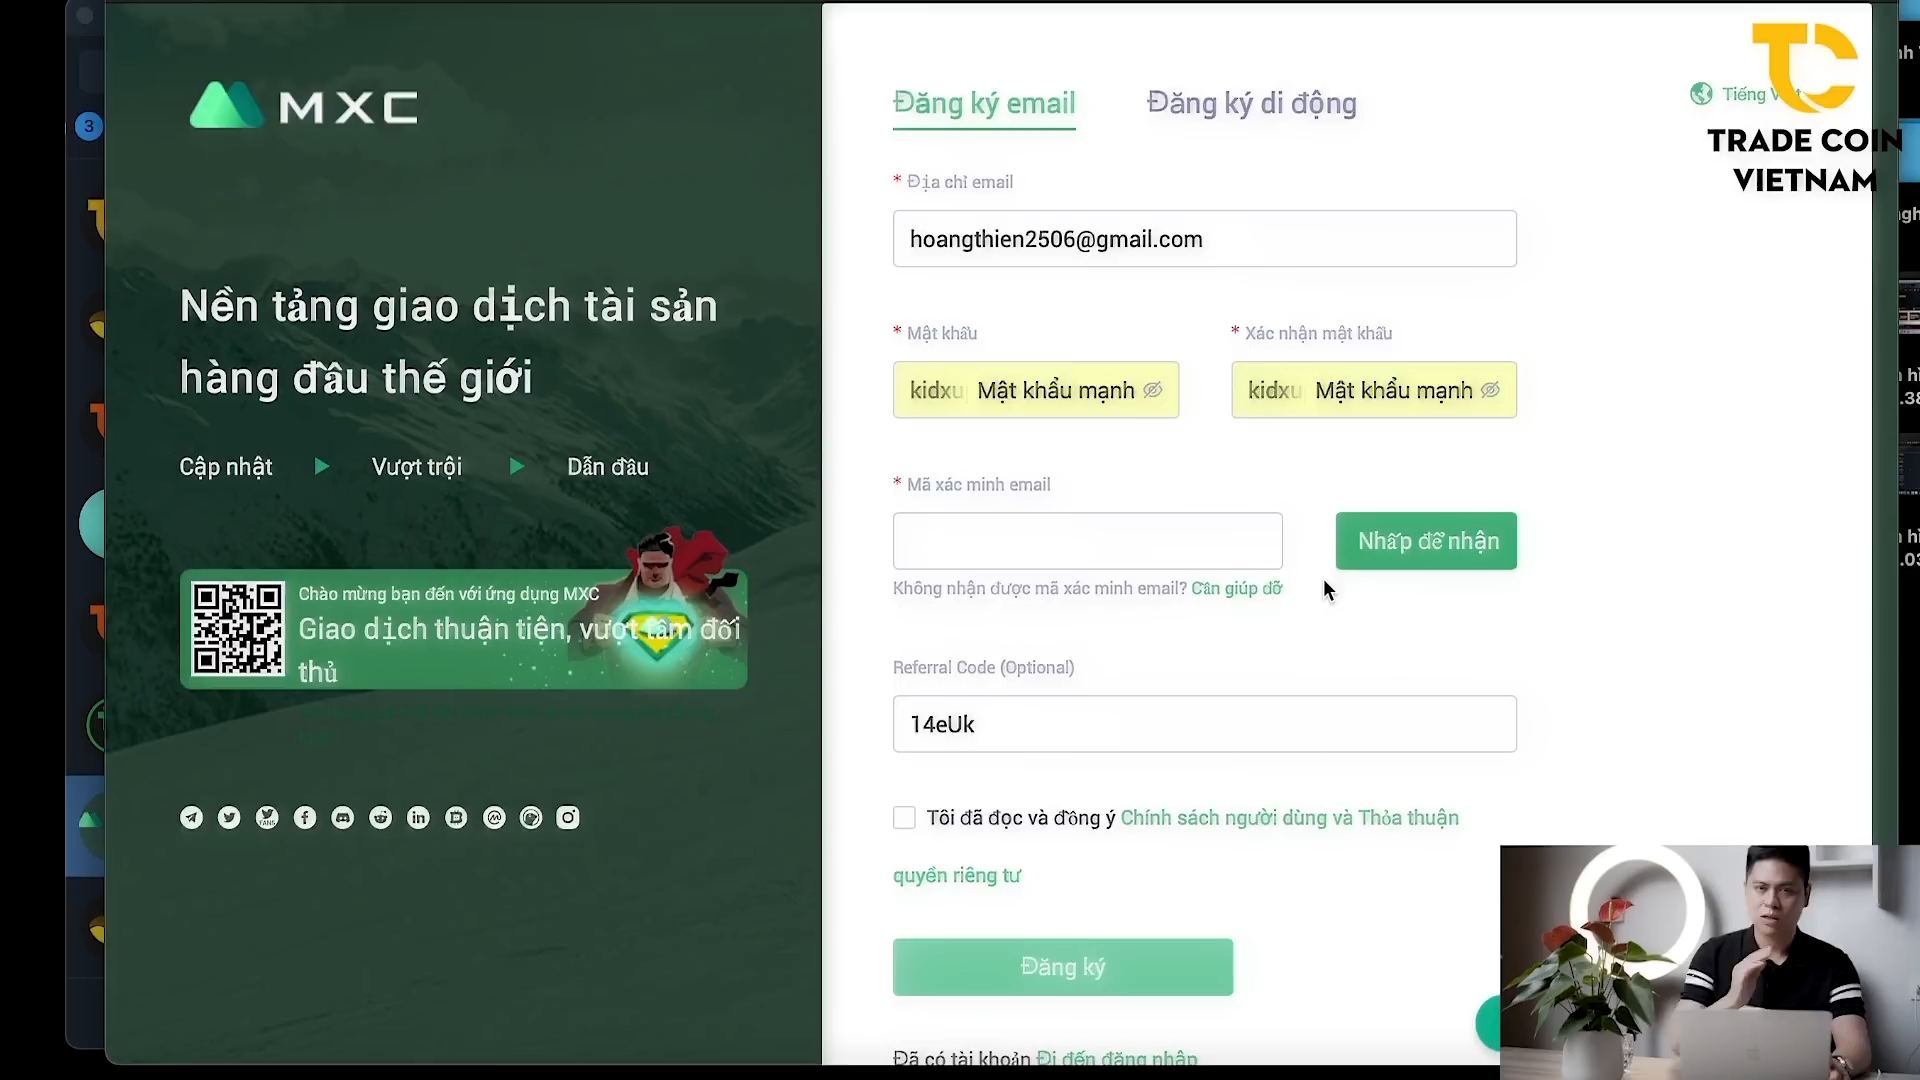 MXC
Nền tảng giao dịch tài sản
hàng đầu thế giới
Cập nhật
Vượt trội
Dẫn đầu
Chào mừng bạn đến với ứng dụng MXC
Giao dịch thuận tiện, vượt tầm đối
thủ
FANS
3
Đăng ký email
Đăng ký di động
Tiếng
TRADE COIN
VIETNAM
* Địa chỉ email
hoangthien2506@gmail.com
* Mật khẩu
* Xác nhận mật khẩu
kidxu Mật khẩu mạnh
kidxu Mật khẩu mạnh
* Mã xác minh email
Nhấp để nhận
Không nhận được mã xác minh email? Cần giúp đỡ
Referral Code (Optional)
14eUk
Tôi đã đọc và đồng ý Chính sách người dùng và Thỏa thuận
quyền riêng tư
Đăng ký
Đã có tài khoản Đi đến đăng nhập